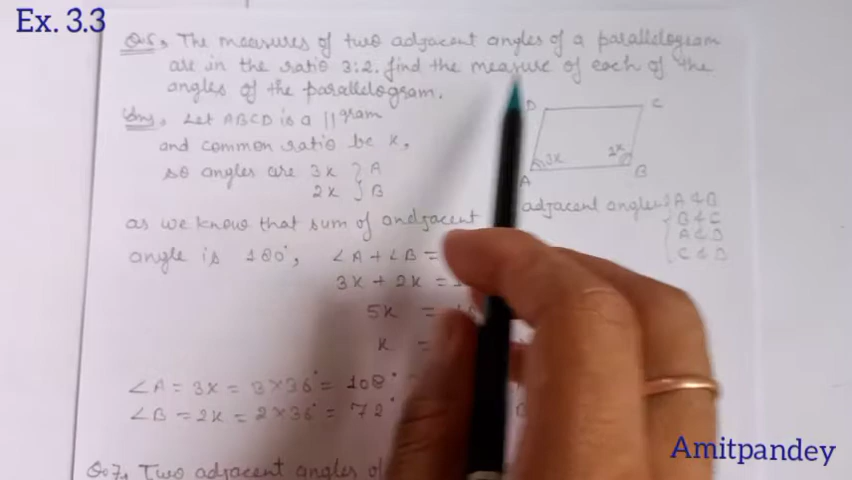 Ex. 3.3
Q.5, The measures of two adjacent angles of a parallelogram
are in the ratio 3:2. find the measure of each of the
angles of the parallelogram.
Ans, Let ABCD is a ||gram
and common ratio be x,
so angles are 3x } A
2x } B
D C
3x 2x
A B
as we know that sum of andjacent
angle is 180°, ∠A + ∠B =
adjacent angles A & B
B & C
A & D
C & D
3x + 2x =
5x =
x =
∠A = 3x = 3×36° = 108°
∠B = 2x = 2×36° = 72°
Q.7, Two adjacent angles of
Amitpandey